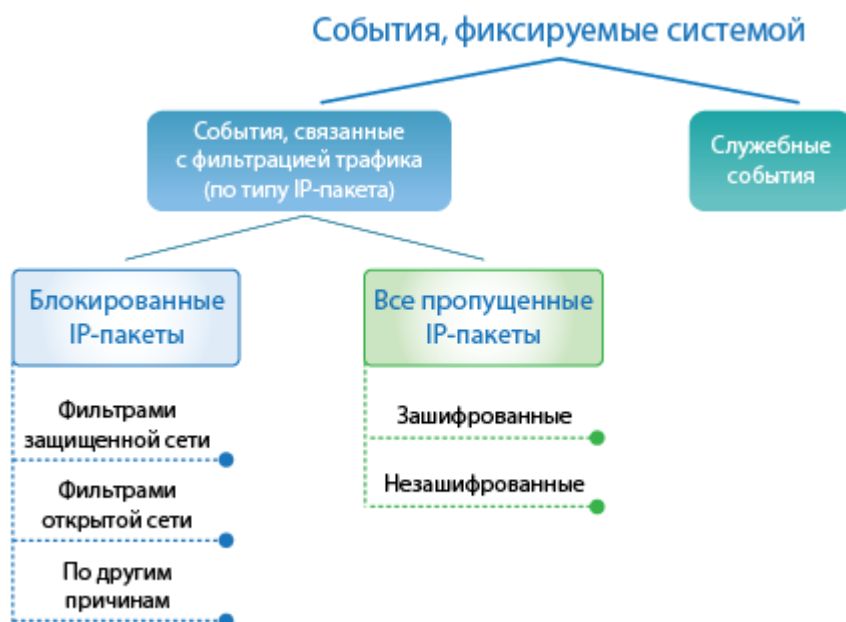 События, фиксируемые системой
События, связанные
с фильтрацией трафика
(по типу IP-пакета)
Служебные
события
Блокированные
IP-пакеты
Все пропущенные
IP-пакеты
Фильтрами
защищенной сети
Фильтрами
открытой сети
По другим
причинам
Зашифрованные
Незашифрованные